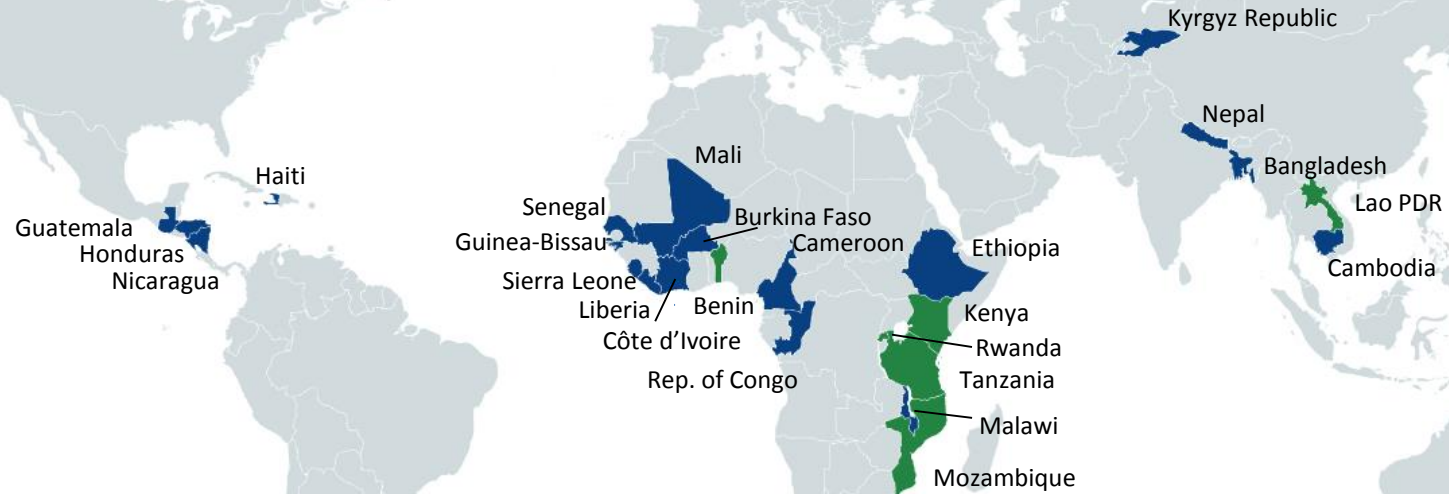 Kyrgyz Republic
Nepal
Bangladesh
Lao PDR
Cambodia
Haiti
Guatemala
Honduras
Nicaragua
Mali
Senegal
Burkina Faso
Guinea-Bissau
Cameroon
Ethiopia
Sierra Leone
Liberia
Benin
Côte d’Ivoire
Rep. of Congo
Kenya
Rwanda
Tanzania
Malawi
Mozambique